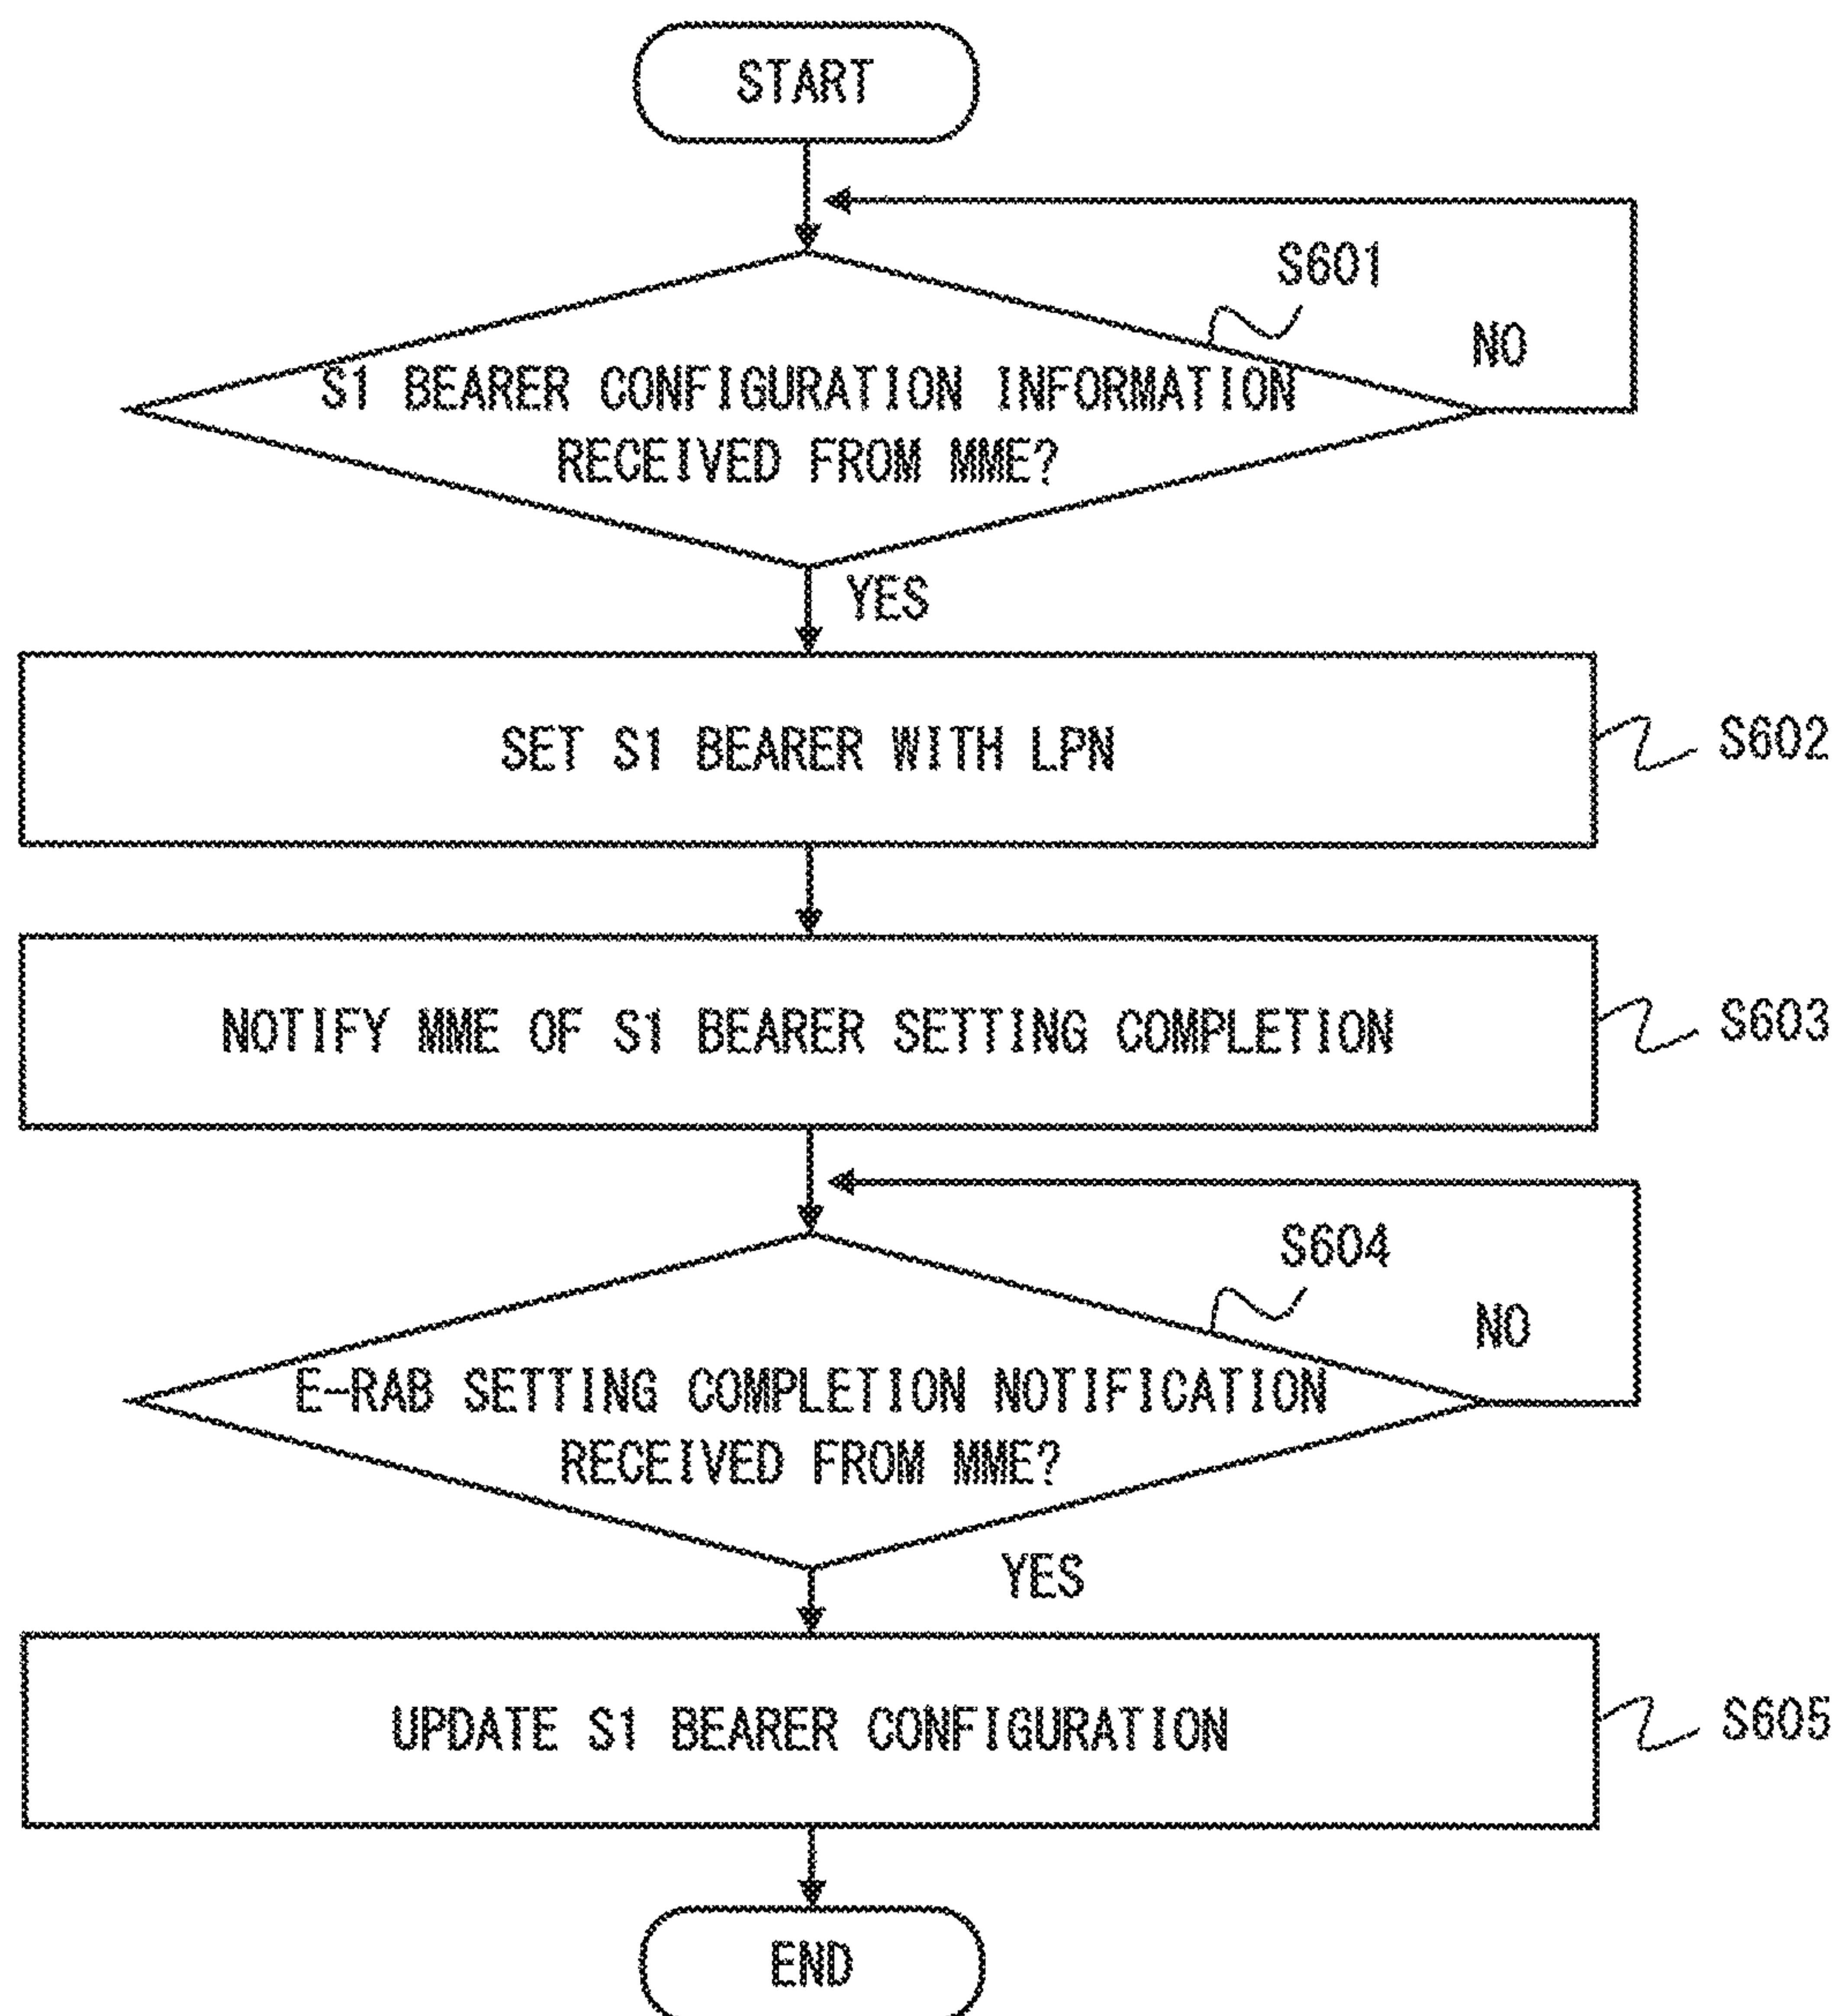 START
S601
NO
S1 BEARER CONFIGURATION INFORMATION
RECEIVED FROM MME?
YES
SET S1 BEARER WITH LPN
S602
NOTIFY MME OF S1 BEARER SETTING COMPLETION
S603
S604
NO
E-RAB SETTING COMPLETION NOTIFICATION
RECEIVED FROM MME?
YES
UPDATE S1 BEARER CONFIGURATION
S605
END